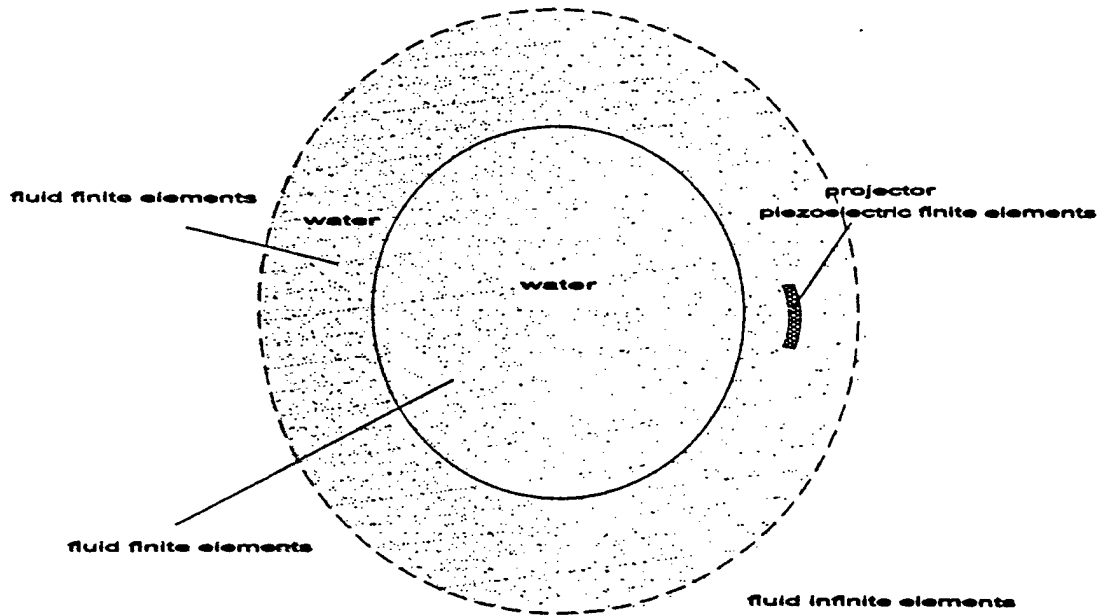 projector
piezoelectric finite elements
fluid finite elements
water
water
fluid finite elements
fluid infinite elements